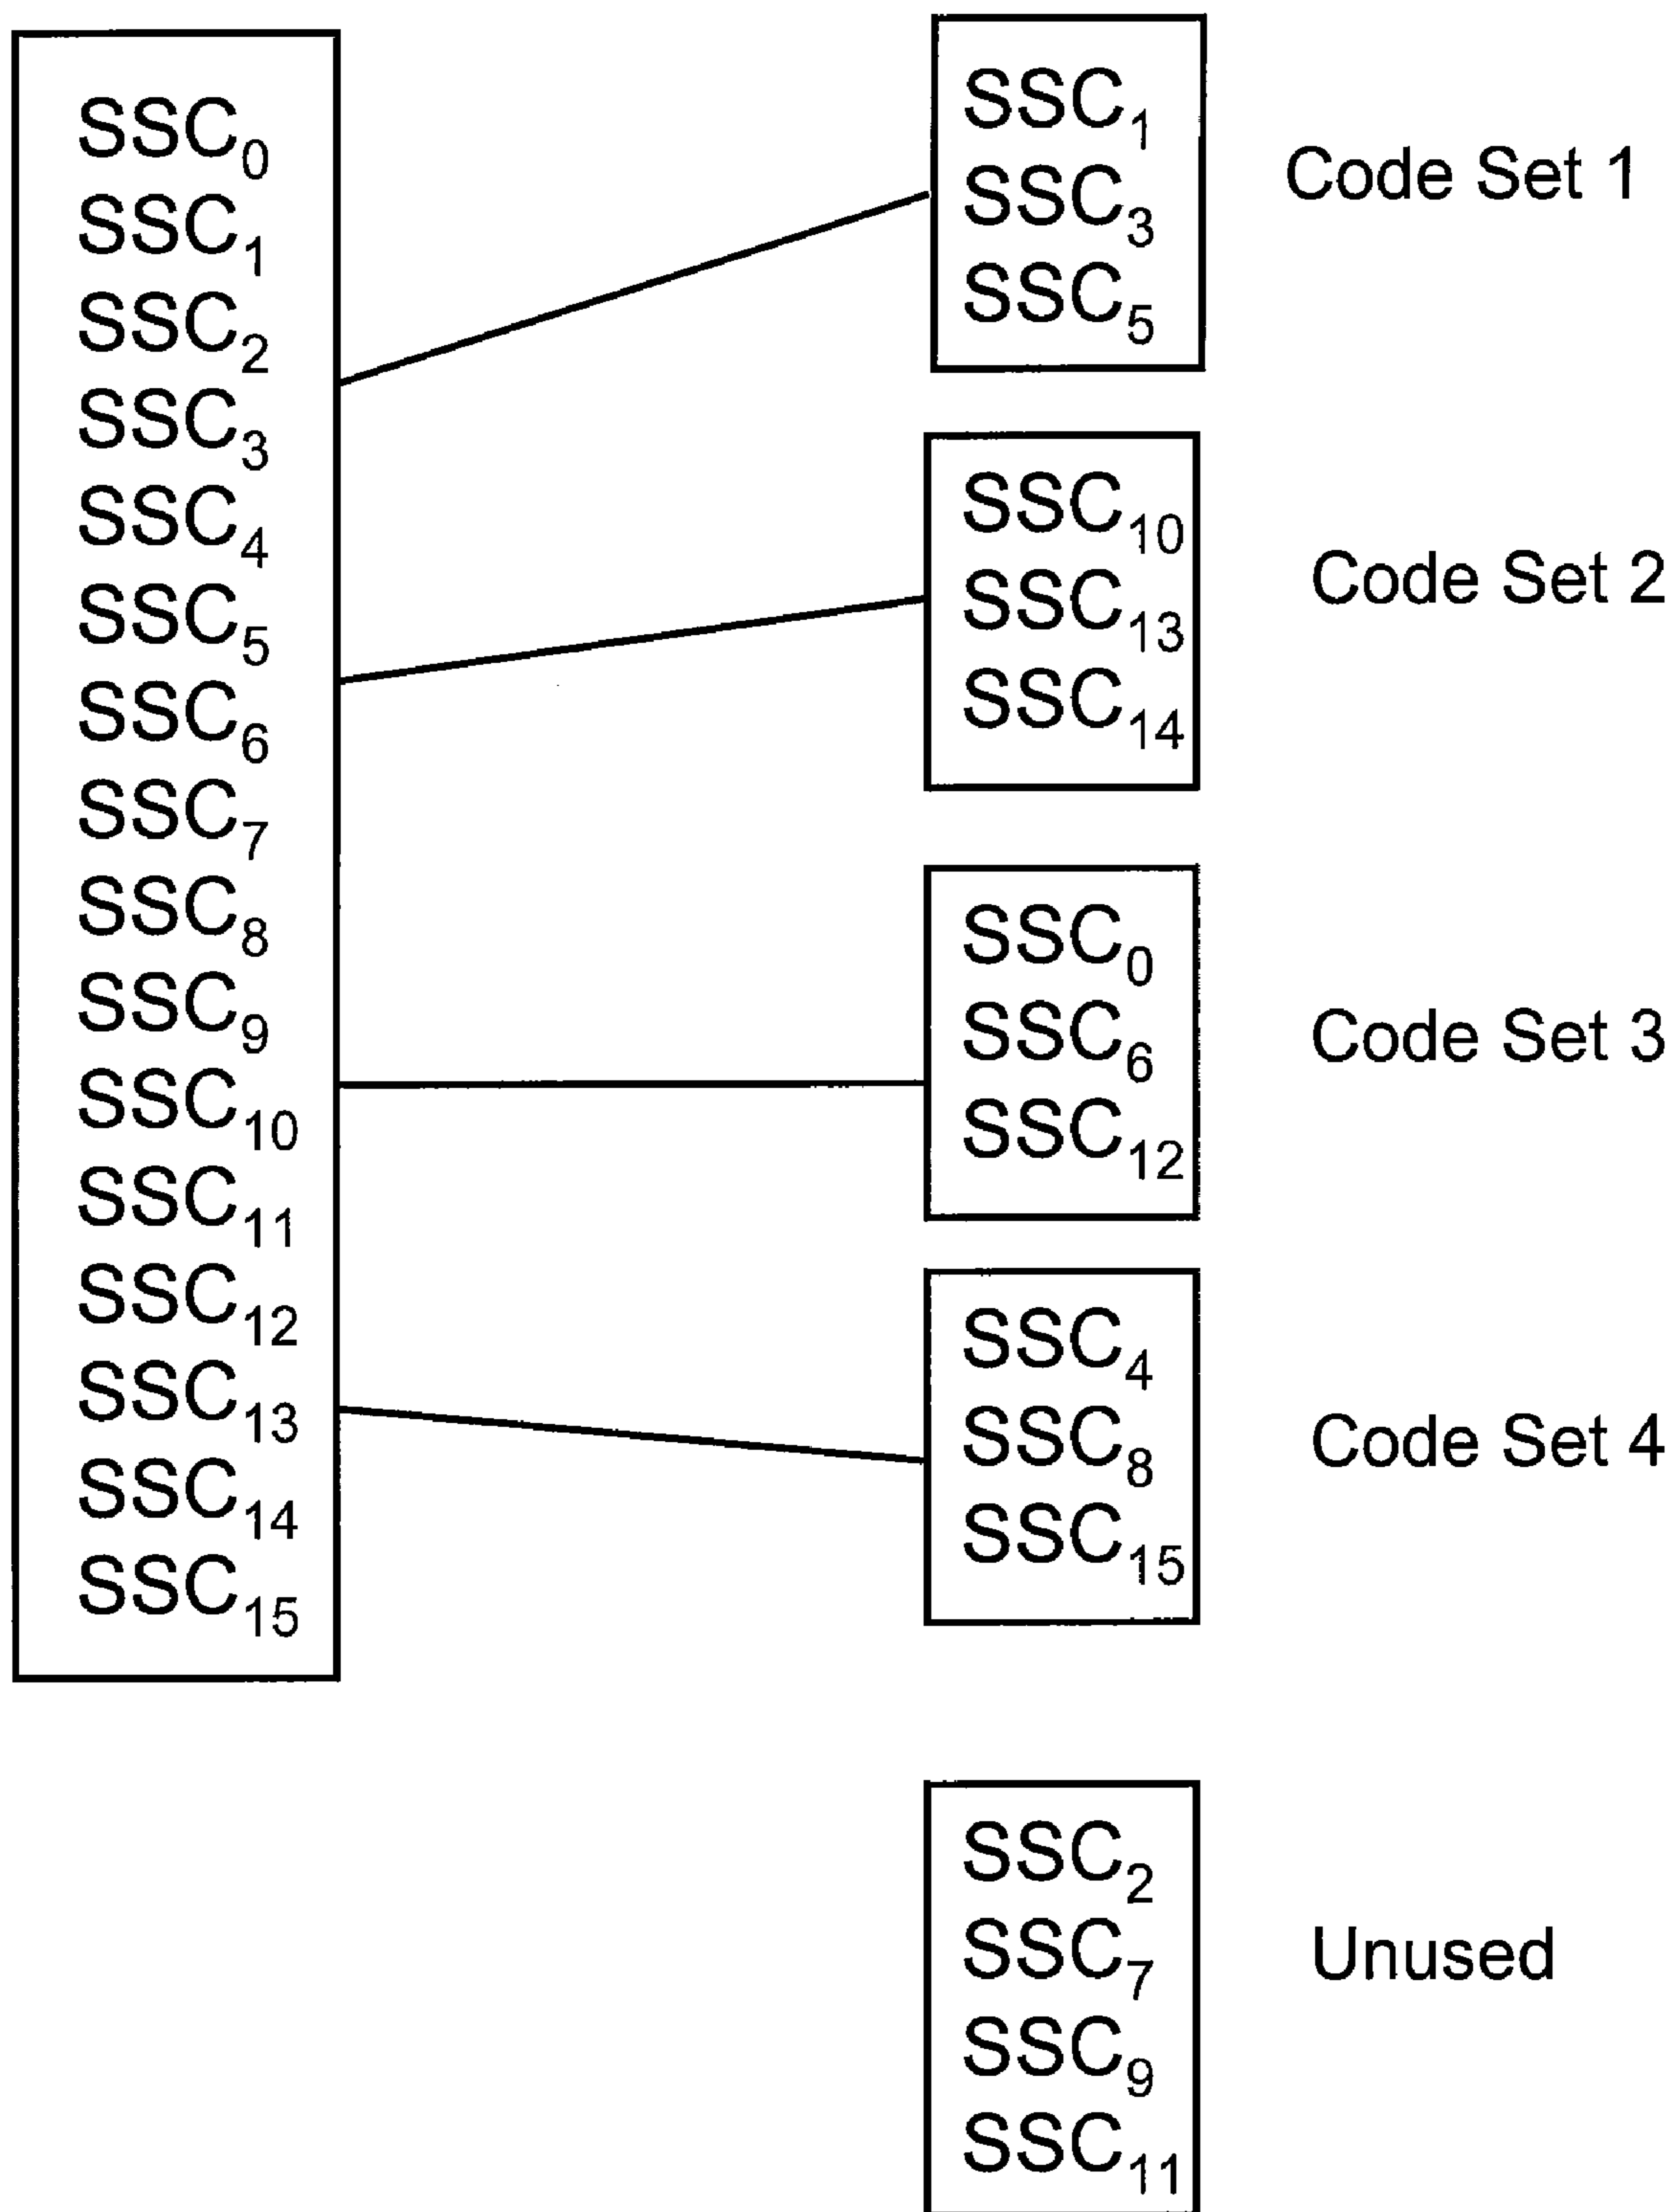 SSC₀
SSC₁
SSC₂
SSC₃
SSC₄
SSC₅
SSC₆
SSC₇
SSC₈
SSC₉
SSC₁₀
SSC₁₁
SSC₁₂
SSC₁₃
SSC₁₄
SSC₁₅
SSC₁
SSC₃
SSC₅
Code Set 1
SSC₁₀
SSC₁₃
SSC₁₄
Code Set 2
SSC₀
SSC₆
SSC₁₂
Code Set 3
SSC₄
SSC₈
SSC₁₅
Code Set 4
SSC₂
SSC₇
SSC₉
SSC₁₁
Unused